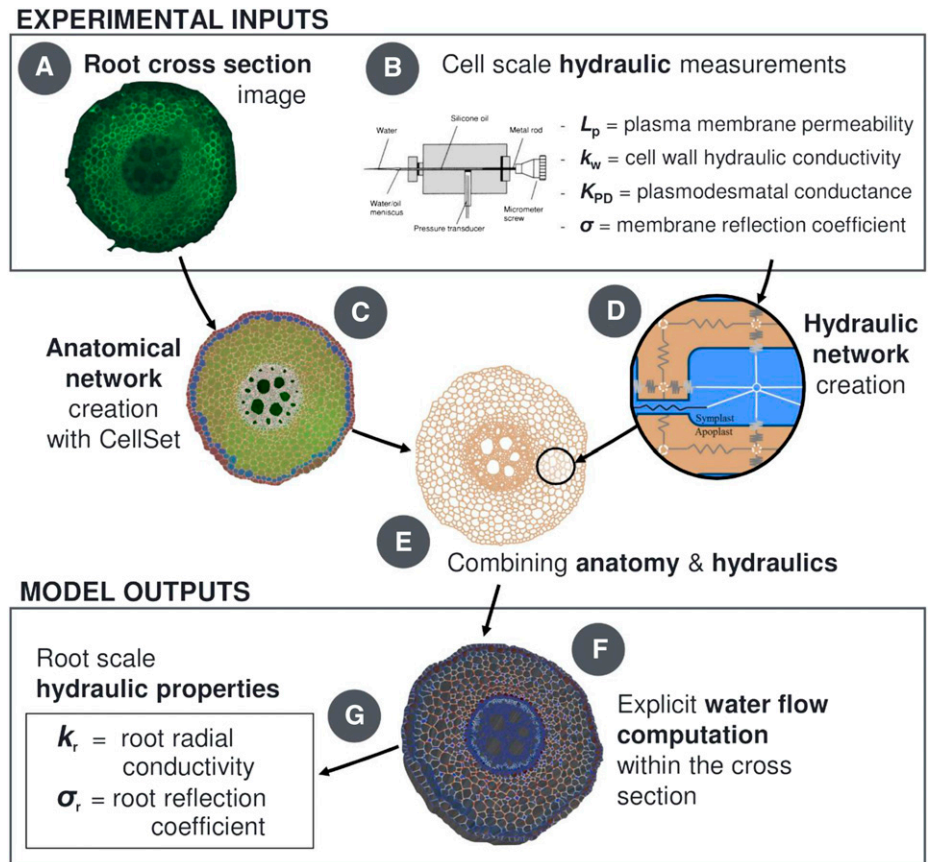 EXPERIMENTAL INPUTS
A
Root cross section
image
B
Cell scale hydraulic measurements
Water
Silicone oil
Metal rod
Water/oil
meniscus
Pressure transducer
Micrometer
screw
- Lp = plasma membrane permeability
- kw = cell wall hydraulic conductivity
- KPD = plasmodesmatal conductance
- σ = membrane reflection coefficient
C
Anatomical
network
creation
with CellSet
D
Symplast
Apoplast
Hydraulic
network
creation
E
Combining anatomy & hydraulics
MODEL OUTPUTS
Root scale
hydraulic properties
G
kr = root radial
conductivity
σr = root reflection
coefficient
F
Explicit water flow
computation
within the cross
section